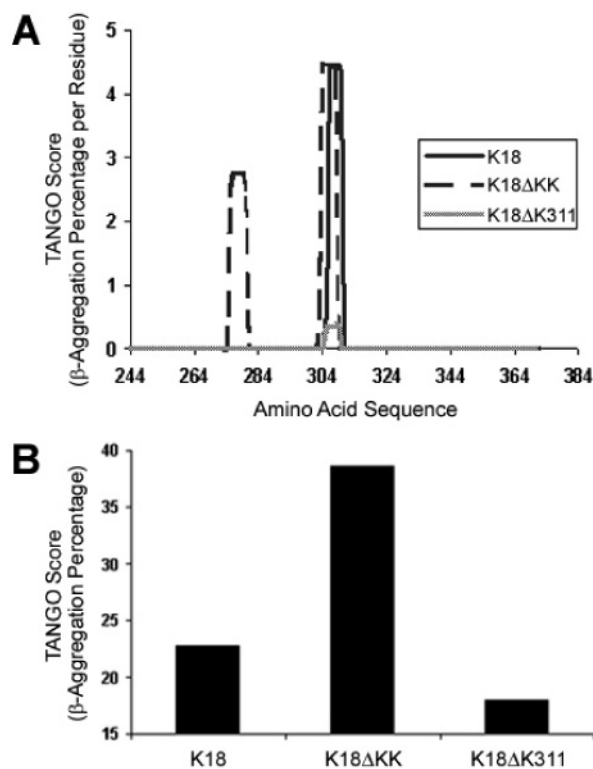 A
TANGO Score
(β-Aggregation Percentage per Residue)
5
4
3
2
1
0
244 264 284 304 324 344 364 384
Amino Acid Sequence
K18
K18ΔKK
K18ΔK311
B
TANGO Score
(β-Aggregation Percentage)
40
35
30
25
20
15
K18 K18ΔKK K18ΔK311